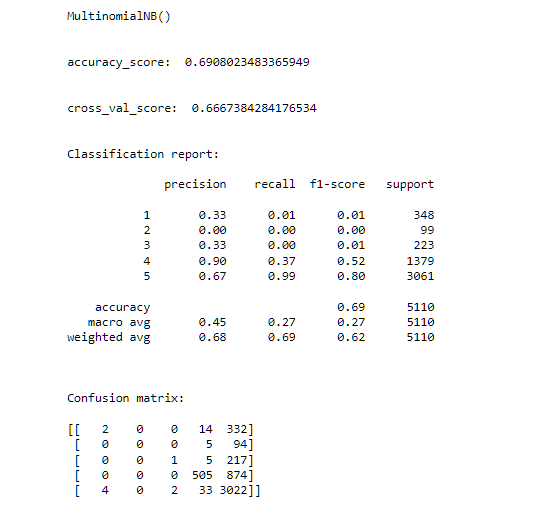 MultinomialNB()
accuracy_score:  0.6908023483365949
cross_val_score:  0.6667384284176534
Classification report:
precision    recall  f1-score   support
1       0.33      0.01      0.01       348
2       0.00      0.00      0.00        99
3       0.33      0.00      0.01       223
4       0.90      0.37      0.52      1379
5       0.67      0.99      0.80      3061
accuracy                           0.69      5110
macro avg       0.45      0.27      0.27      5110
weighted avg       0.68      0.69      0.62      5110
Confusion matrix:
[[   2    0    0   14  332]
[   0    0    0    5   94]
[   0    0    1    5  217]
[   0    0    0  505  874]
[   4    0    2   33 3022]]